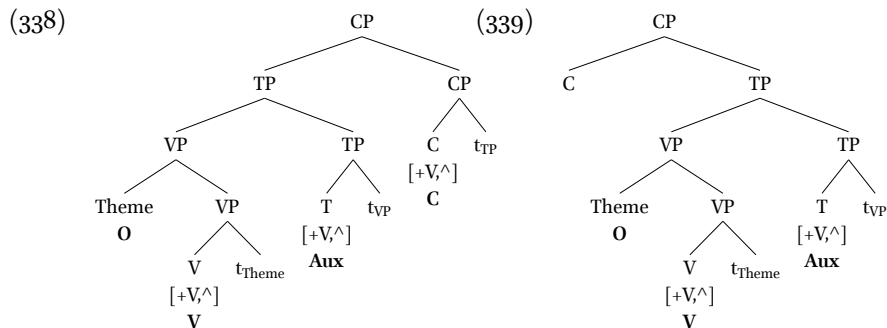 (338) CP (339) CP
TP CP C TP
VP TP C t_TP VP TP
[+V,^]
C
Theme VP T t_VP Theme VP T t_VP
O [+V,^] O [+V,^]
Aux Aux
V t_Theme V t_Theme
[+V,^] [+V,^]
V V